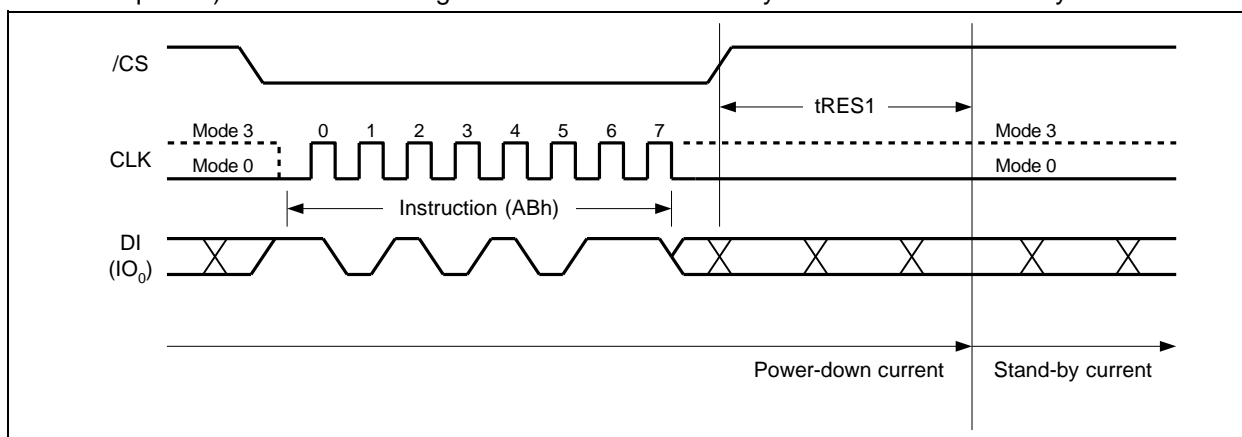 /CS
tRES1
Mode 3 0 1 2 3 4 5 6 7 Mode 3
CLK
Mode 0 Mode 0
Instruction (ABh)
DI
(IO0)
Power-down current Stand-by current